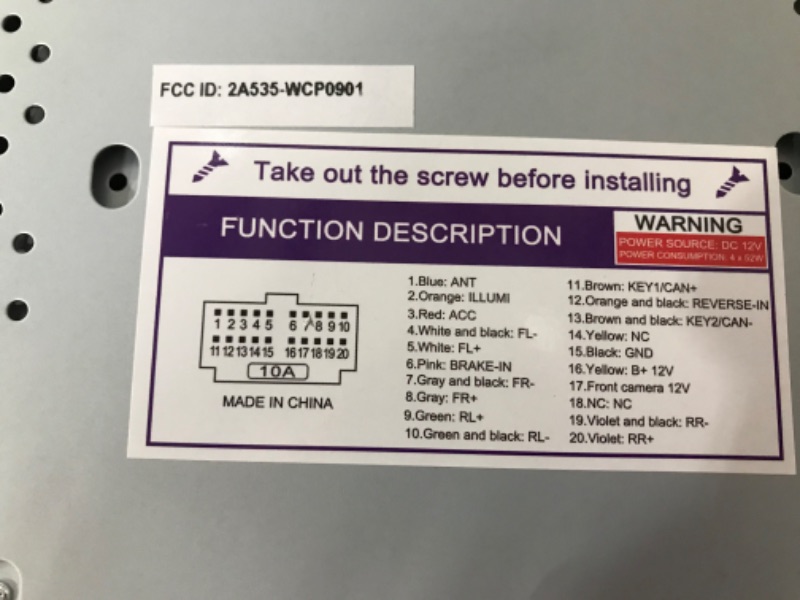 FCC ID: 2A535-WCP0901
Take out the screw before installing
FUNCTION DESCRIPTION
WARNING
POWER SOURCE: DC 12V
POWER CONSUMPTION: 4 x 52W
1 2 3 4 5 6 7 8 9 10
11 12 13 14 15 16 17 18 19 20
10A
MADE IN CHINA
1.Blue: ANT
2.Orange: ILLUMI
3.Red: ACC
4.White and black: FL-
5.White: FL+
6.Pink: BRAKE-IN
7.Gray and black: FR-
8.Gray: FR+
9.Green: RL+
10.Green and black: RL-
11.Brown: KEY1/CAN+
12.Orange and black: REVERSE-IN
13.Brown and black: KEY2/CAN-
14.Yellow: NC
15.Black: GND
16.Yellow: B+ 12V
17.Front camera 12V
18.NC: NC
19.Violet and black: RR-
20.Violet: RR+